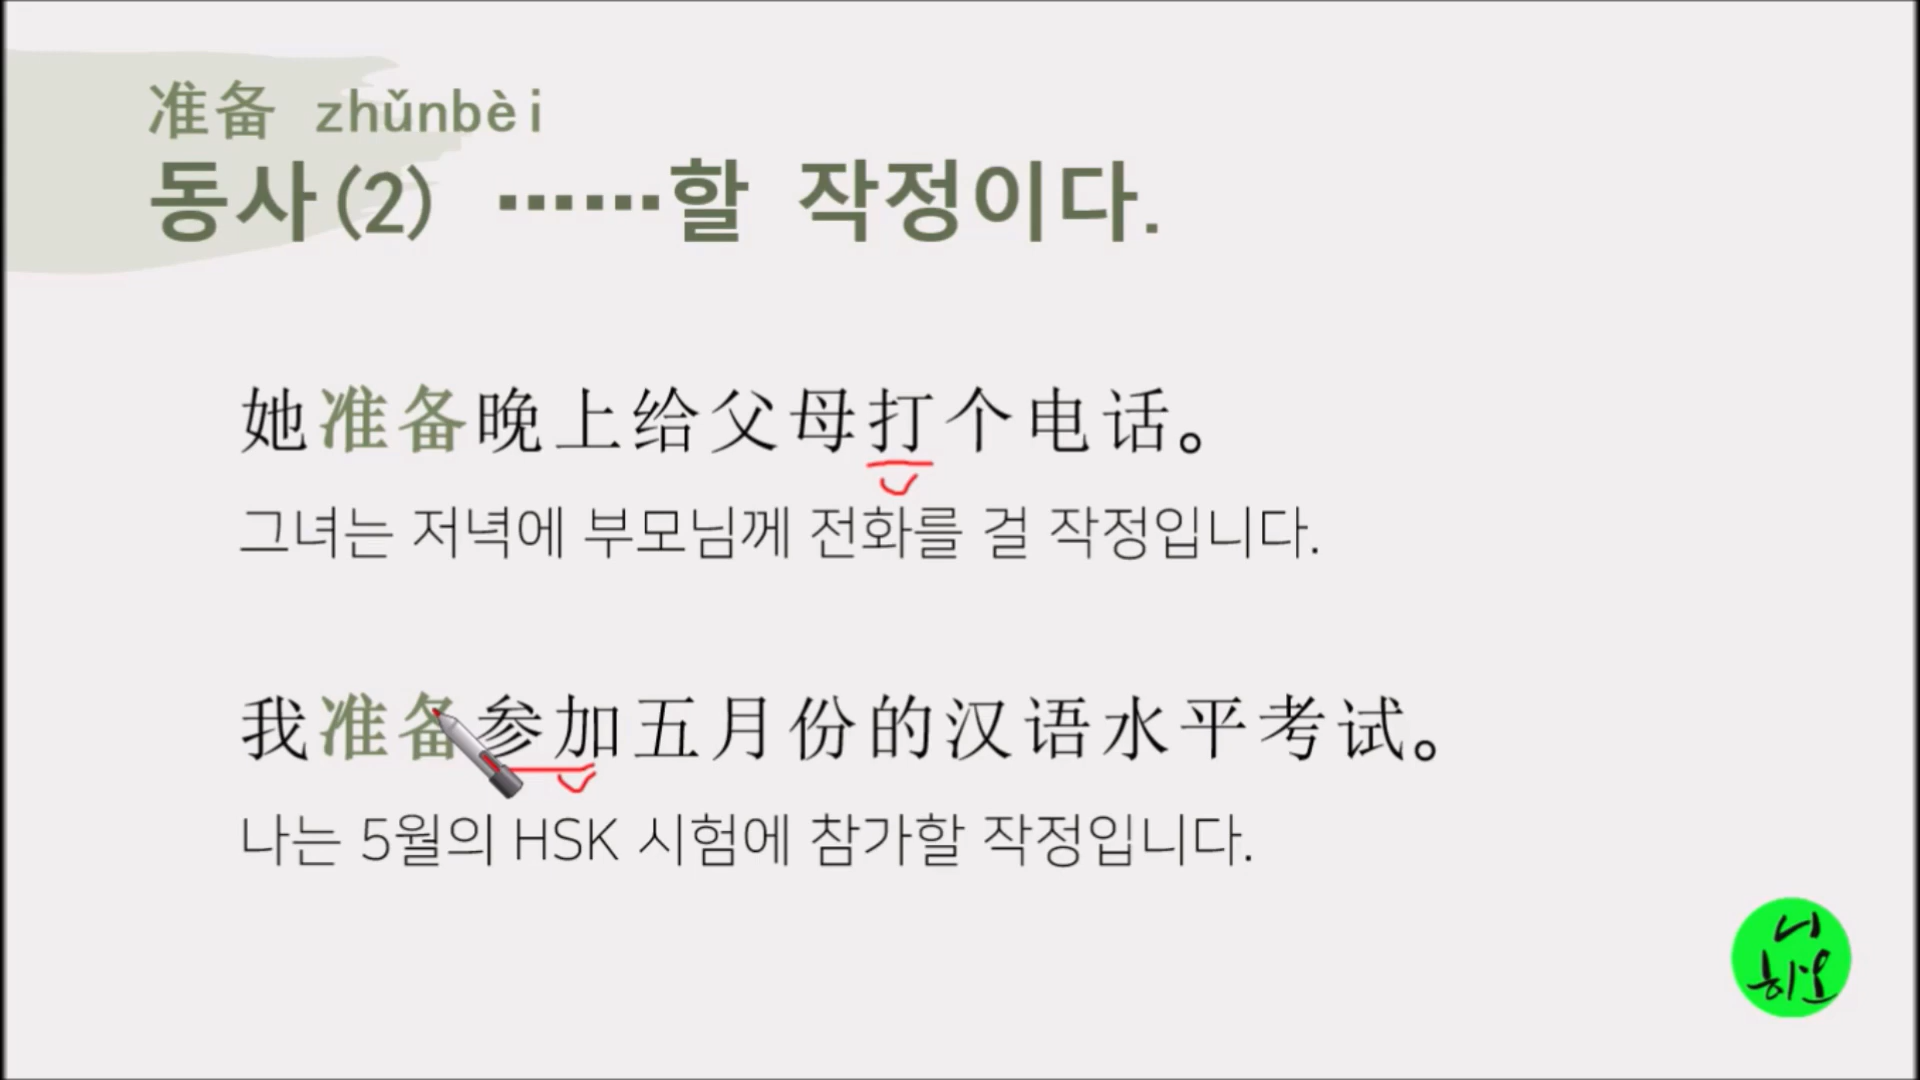 准备 zhǔnbèi
동사(2) ……할 작정이다.
她准备晚上给父母打个电话。
그녀는 저녁에 부모님께 전화를 걸 작정입니다.
我准备参加五月份的汉语水平考试。
나는 5월의 HSK 시험에 참가할 작정입니다.
니
하오